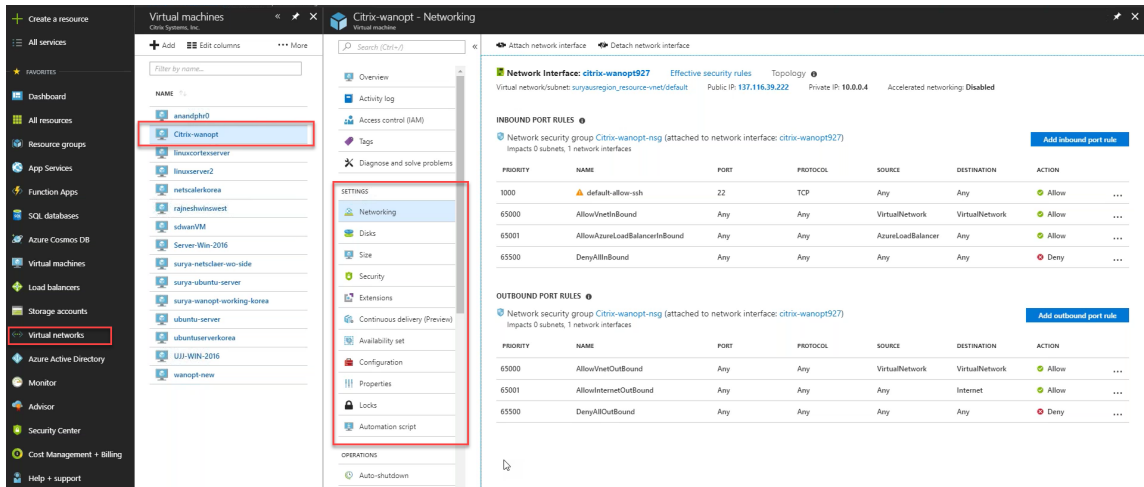 Create a resource
All services
FAVORITES
Dashboard
All resources
Resource groups
App Services
Function Apps
SQL databases
Azure Cosmos DB
Virtual machines
Load balancers
Storage accounts
Virtual networks
Azure Active Directory
Monitor
Advisor
Security Center
Cost Management + Billing
Help + support
Virtual machines
Citrix Systems, Inc.
Add Edit columns More
Filter by name...
NAME
anandphr0
Citrix-wanopt
linuxcortexserver
linuxserver2
netscalerkorea
rajneshwinswest
sdwanVM
Server-Win-2016
surya-netsclaer-wo-side
surya-ubuntu-server
surya-wanopt-working-korea
ubuntu-server
ubuntuserverkorea
UJJ-WIN-2016
wanopt-new
Citrix-wanopt - Networking
Virtual machine
Search (Ctrl+/)
Overview
Activity log
Access control (IAM)
Tags
Diagnose and solve problems
SETTINGS
Networking
Disks
Size
Security
Extensions
Continuous delivery (Preview)
Availability set
Configuration
Properties
Locks
Automation script
OPERATIONS
Auto-shutdown
Attach network interface Detach network interface
Network Interface: citrix-wanopt927 Effective security rules Topology
Virtual network/subnet: suryausregion_resource-vnet/default Public IP: 137.116.39.222 Private IP: 10.0.0.4 Accelerated networking: Disabled
INBOUND PORT RULES
Network security group Citrix-wanopt-nsg (attached to network interface: citrix-wanopt927)
Impacts 0 subnets, 1 network interfaces
Add inbound port rule
PRIORITY NAME PORT PROTOCOL SOURCE DESTINATION ACTION
1000 default-allow-ssh 22 TCP Any Any Allow ...
65000 AllowVnetInBound Any Any VirtualNetwork VirtualNetwork Allow ...
65001 AllowAzureLoadBalancerInBound Any Any AzureLoadBalancer Any Allow ...
65500 DenyAllInBound Any Any Any Any Deny ...
OUTBOUND PORT RULES
Network security group Citrix-wanopt-nsg (attached to network interface: citrix-wanopt927)
Impacts 0 subnets, 1 network interfaces
Add outbound port rule
PRIORITY NAME PORT PROTOCOL SOURCE DESTINATION ACTION
65000 AllowVnetOutBound Any Any VirtualNetwork VirtualNetwork Allow ...
65001 AllowInternetOutBound Any Any Any Internet Allow ...
65500 DenyAllOutBound Any Any Any Any Deny ...